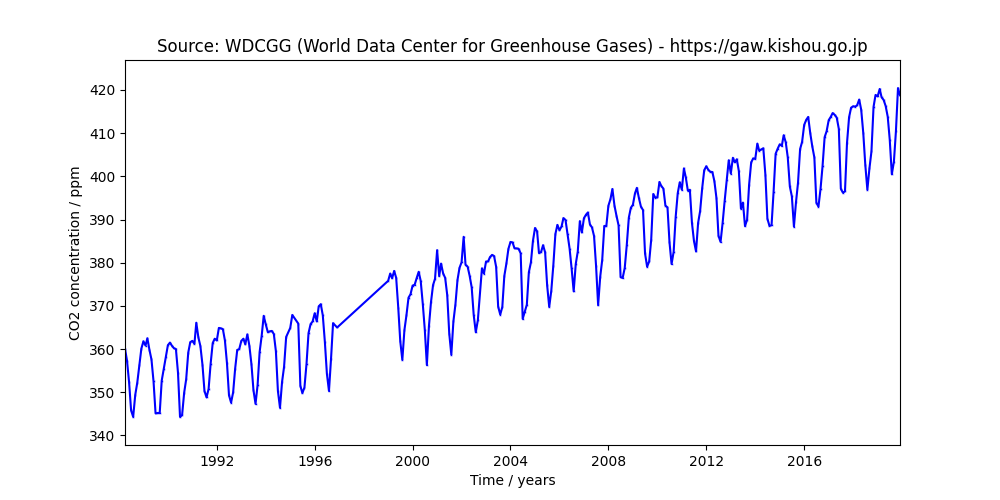 Source: WDCGG (World Data Center for Greenhouse Gases) - https://gaw.kishou.go.jp
420
410
400
390
380
370
360
350
340
CO2 concentration / ppm
1992 1996 2000 2004 2008 2012 2016
Time / years